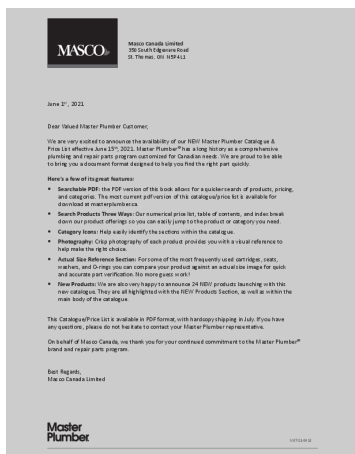 MASCO
Masco Canada Limited
350 South Edgeware Road
St. Thomas, ON N5P 4L1
June 1st, 2021
Dear Valued Master Plumber Customer,
We are very excited to announce the availability of our NEW Master Plumber Catalogue &
Price List effective June 15th, 2021. Master Plumber® has a long history as a comprehensive
plumbing and repair parts program customized for Canadian needs. We are proud to be able
to bring you a document format designed to help you find the right part quickly.
Here's a few of its great features:
• Searchable PDF: the PDF version of this book allows for a quicker search of products, pricing,
and categories. The most current pdf version of this catalogue/price list is available for
download at masterplumber.ca.
• Search Products Three Ways: Our numerical price list, table of contents, and index break
down our product offerings so you can easily jump to the product or category you need.
• Category Icons: Help easily identify the sections within the catalogue.
• Photography: Crisp photography of each product provides you with a visual reference to
help make the right choice.
• Actual Size Reference Section: For some of the most frequently used cartridges, seats,
washers, and O-rings you can compare your product against an actual size image for quick
and accurate part verification. No more guess work!
• New Products: We are also very happy to announce 24 NEW products launching with this
new catalogue. They are all highlighted with the NEW Products Section, as well as within the
main body of the catalogue.
This Catalogue/Price List is available in PDF format, with hardcopy shipping in July. If you have
any questions, please do not hesitate to contact your Master Plumber representative.
On behalf of Masco Canada, we thank you for your continued commitment to the Master Plumber®
brand and repair parts program.
Best Regards,
Masco Canada Limited
Master
Plumber